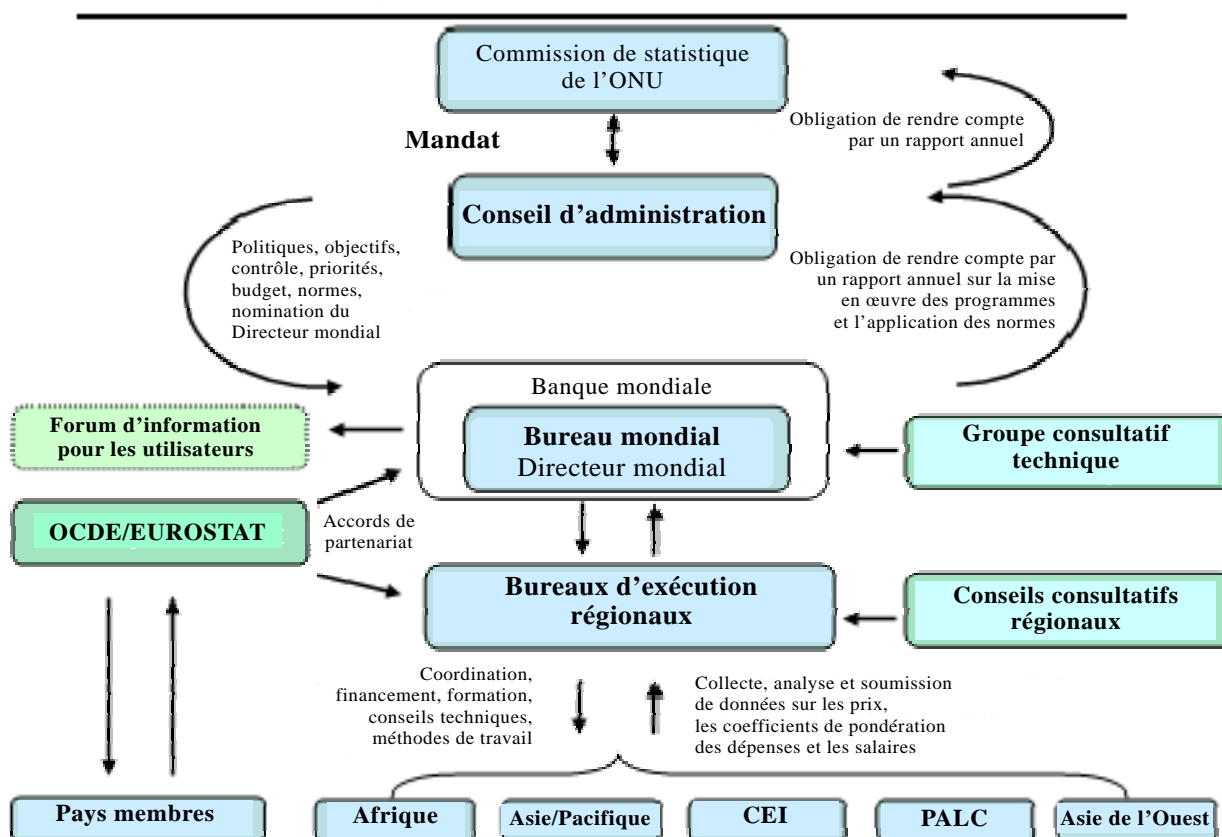 Commission de statistique
de l’ONU
Mandat
Obligation de rendre compte
par un rapport annuel
Conseil d’administration
Politiques, objectifs,
contrôle, priorités,
budget, normes,
nomination du
Directeur mondial
Obligation de rendre compte par
un rapport annuel sur la mise
en œuvre des programmes
et l’application des normes
Banque mondiale
Bureau mondial
Directeur mondial
Forum d’information
pour les utilisateurs
Groupe consultatif
technique
OCDE/EUROSTAT
Accords de
partenariat
Bureaux d’exécution
régionaux
Conseils consultatifs
régionaux
Coordination,
financement, formation,
conseils techniques,
méthodes de travail
Collecte, analyse et soumission
de données sur les prix,
les coefficients de pondération
des dépenses et les salaires
Pays membres
Afrique
Asie/Pacifique
CEI
PALC
Asie de l’Ouest